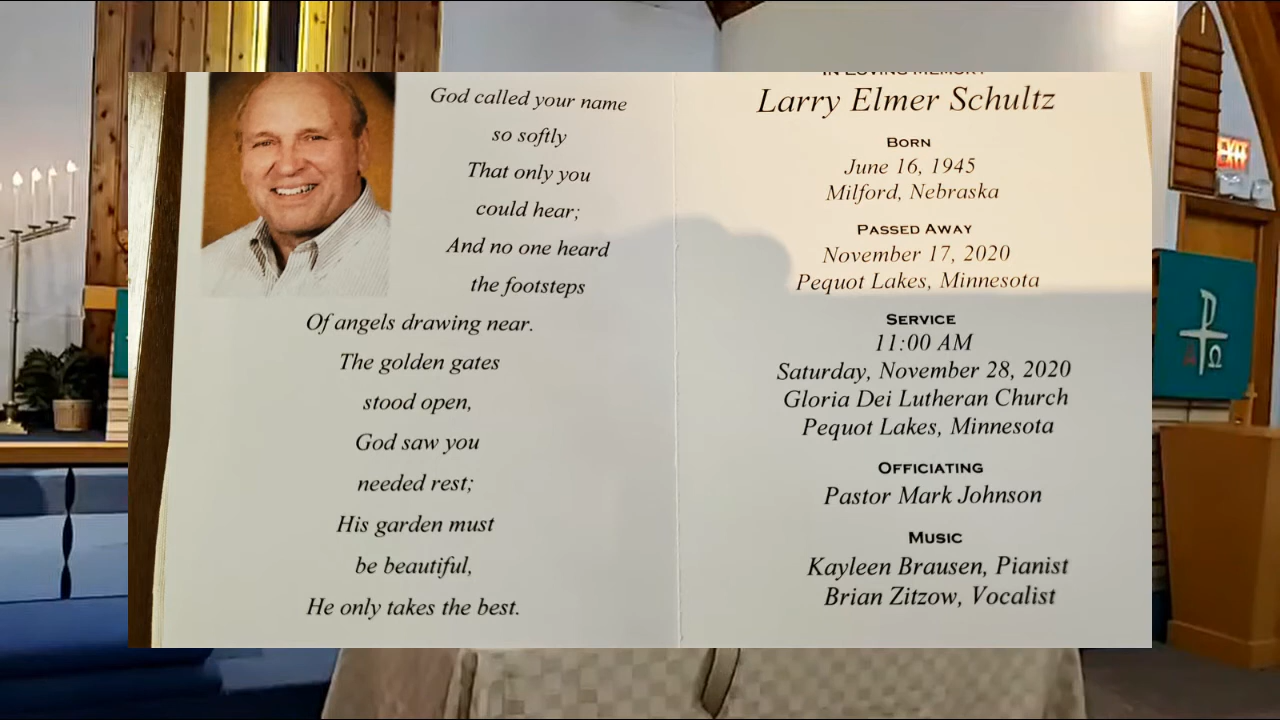 God called your name
so softly
That only you
could hear;
And no one heard
the footsteps
Of angels drawing near.
The golden gates
stood open,
God saw you
needed rest;
His garden must
be beautiful,
He only takes the best.
IN LOVING MEMORY
Larry Elmer Schultz
BORN
June 16, 1945
Milford, Nebraska
PASSED AWAY
November 17, 2020
Pequot Lakes, Minnesota
SERVICE
11:00 AM
Saturday, November 28, 2020
Gloria Dei Lutheran Church
Pequot Lakes, Minnesota
OFFICIATING
Pastor Mark Johnson
MUSIC
Kayleen Brausen, Pianist
Brian Zitzow, Vocalist
EXIT